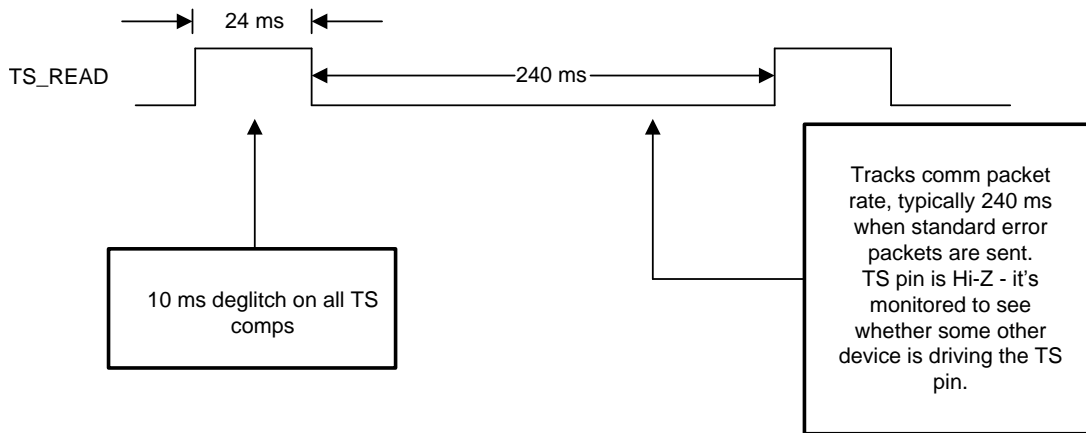 24 ms
TS_READ
240 ms
10 ms deglitch on all TS
comps
Tracks comm packet
rate, typically 240 ms
when standard error
packets are sent.
TS pin is Hi-Z - it's
monitored to see
whether some other
device is driving the TS
pin.